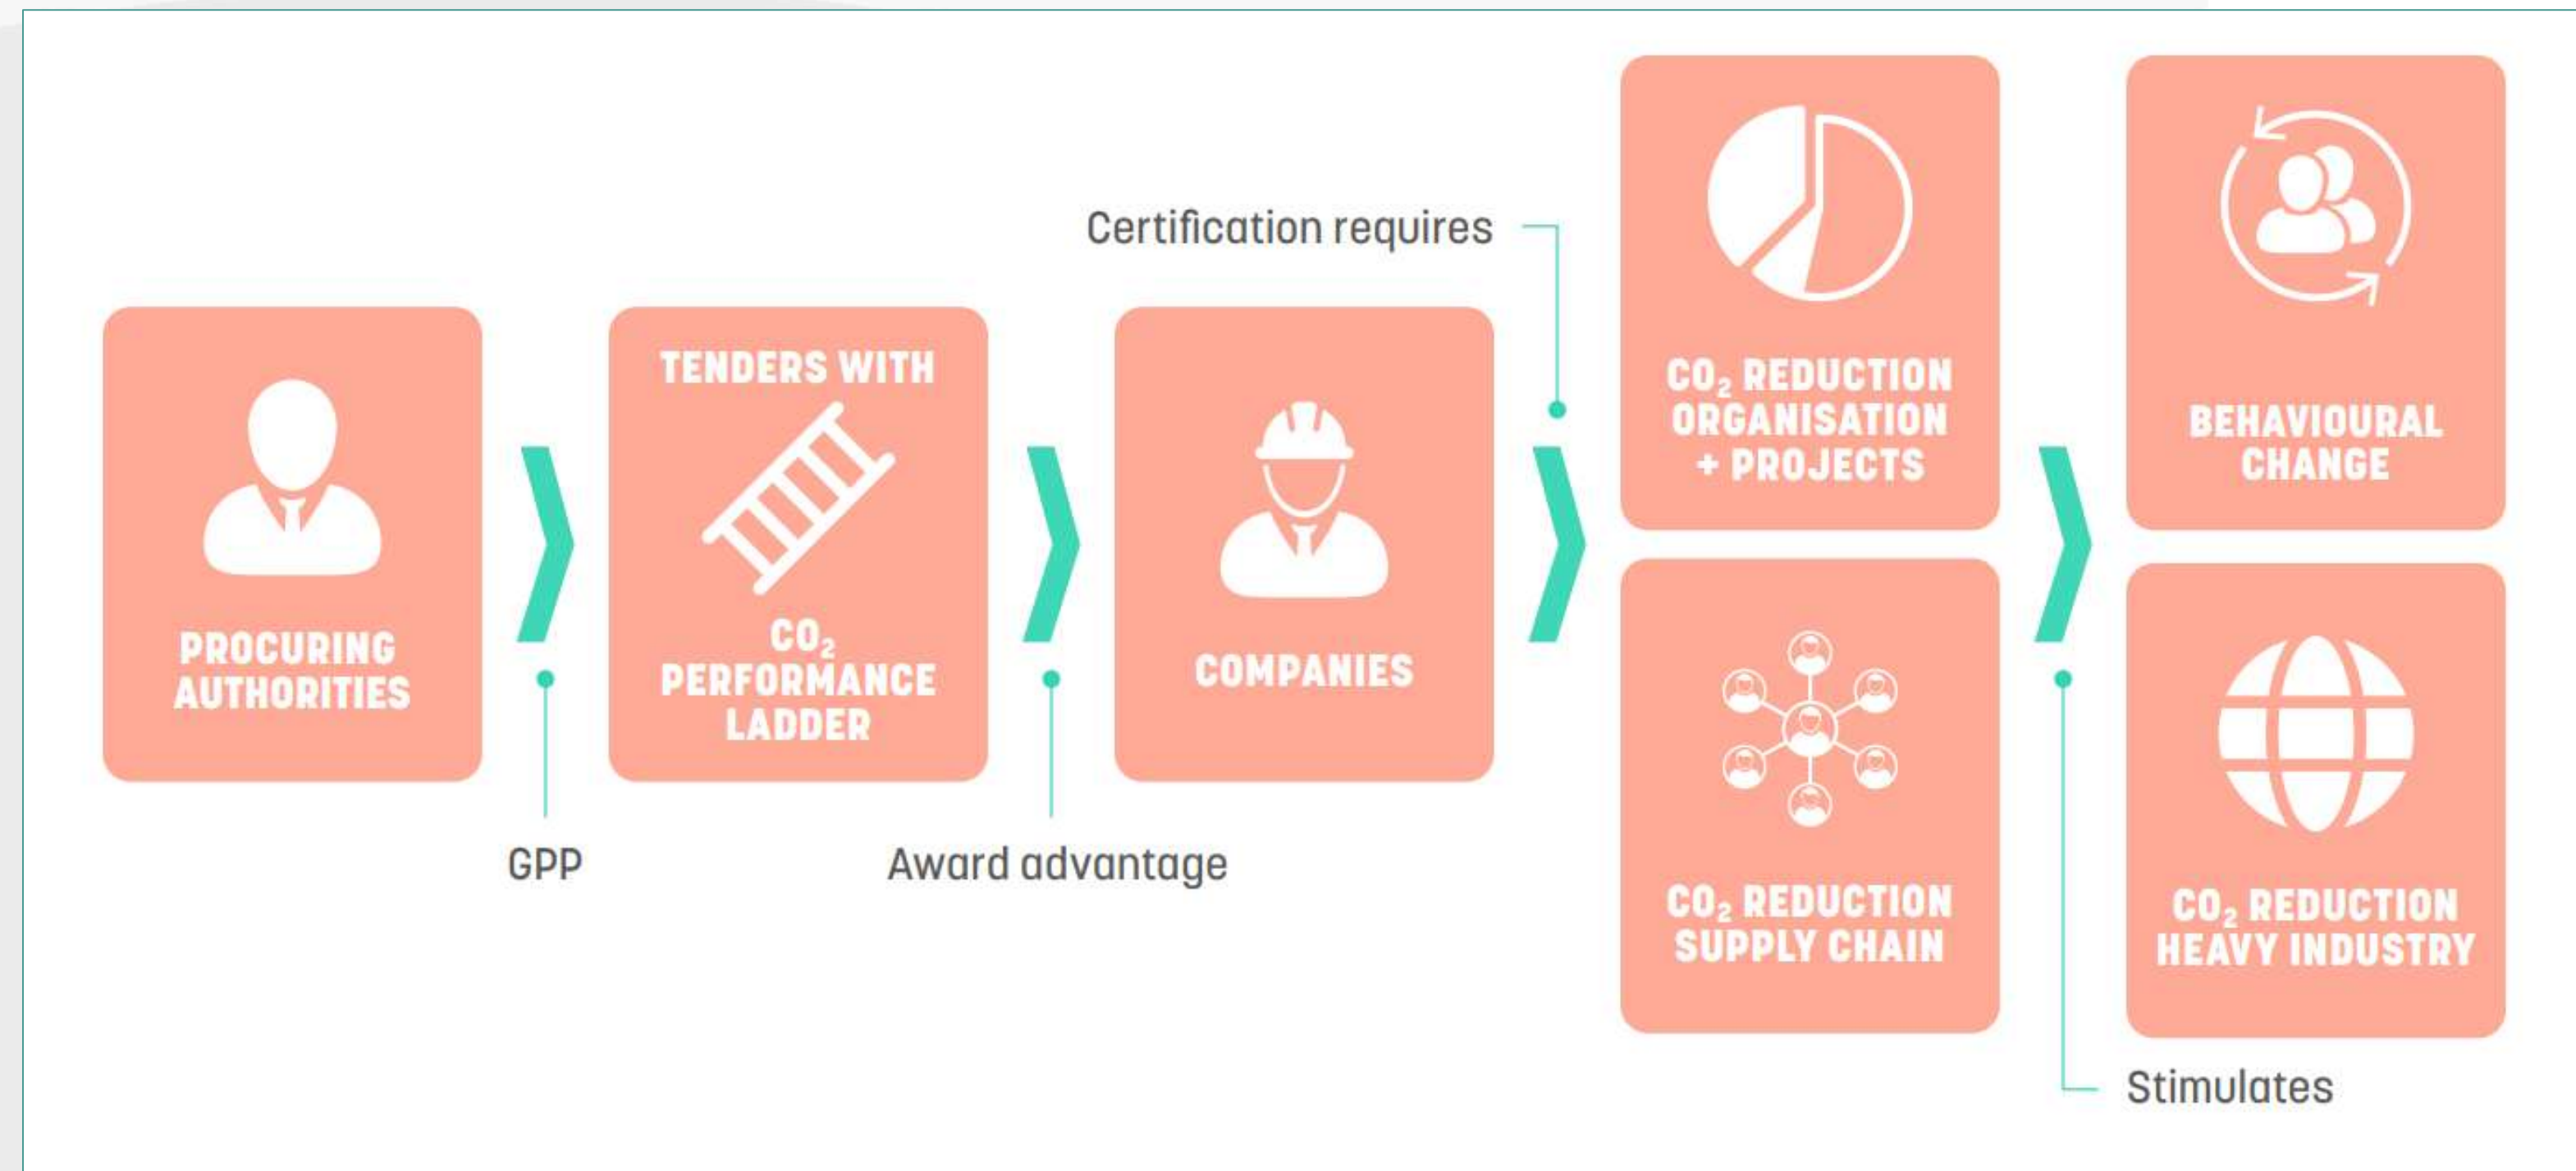 PROCURING
AUTHORITIES
GPP
TENDERS WITH
CO₂
PERFORMANCE
LADDER
Award advantage
COMPANIES
Certification requires
CO₂ REDUCTION
ORGANISATION
+ PROJECTS
CO₂ REDUCTION
SUPPLY CHAIN
Stimulates
BEHAVIOURAL
CHANGE
CO₂ REDUCTION
HEAVY INDUSTRY